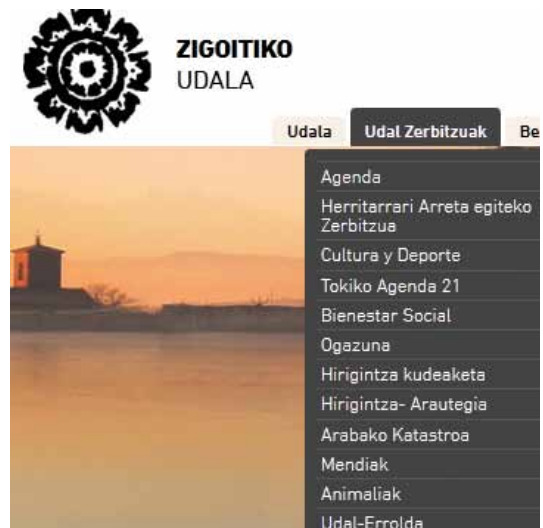 ZIGOITIKO
UDALA
Udala
Udal Zerbitzuak
Be
Agenda
Herritarrari Arreta egiteko
Zerbitzua
Cultura y Deporte
Tokiko Agenda 21
Bienestar Social
Ogazuna
Hirigintza kudeaketa
Hirigintza- Arautegia
Arabako Katastroa
Mendiak
Animaliak
Udal-Errolda